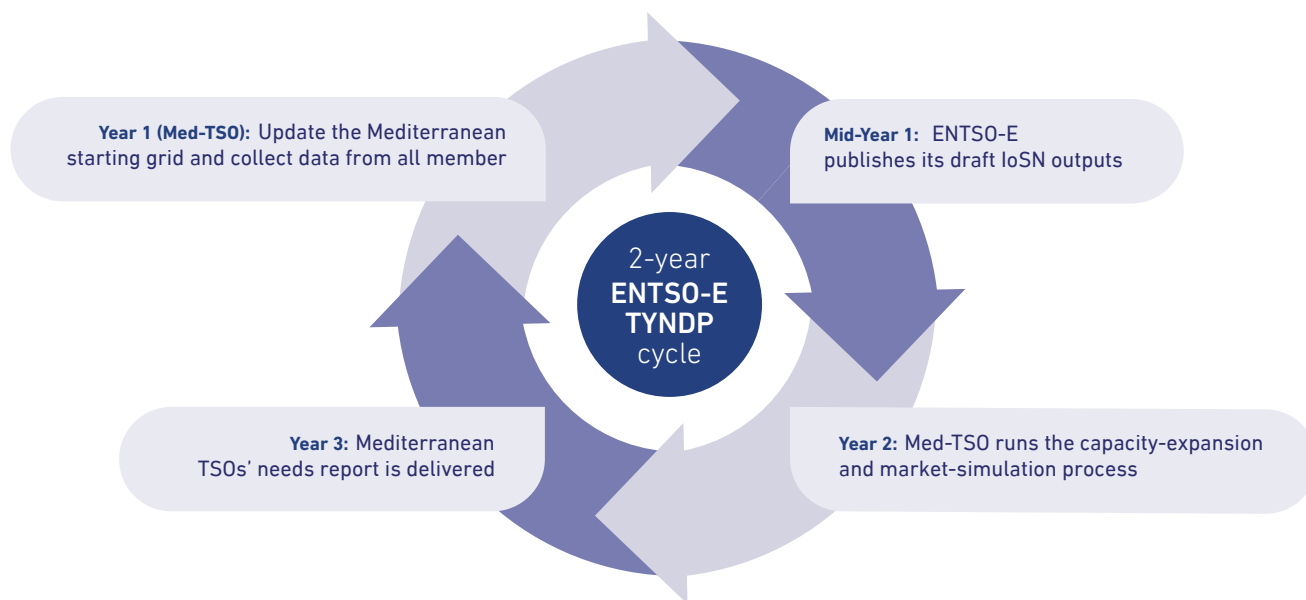 Year 1 (Med-TSO): Update the Mediterranean
starting grid and collect data from all member
Mid-Year 1: ENTSO-E
publishes its draft IoSN outputs
2-year
ENTSO-E
TYNDP
cycle
Year 3: Mediterranean
TSOs’ needs report is delivered
Year 2: Med-TSO runs the capacity-expansion
and market-simulation process